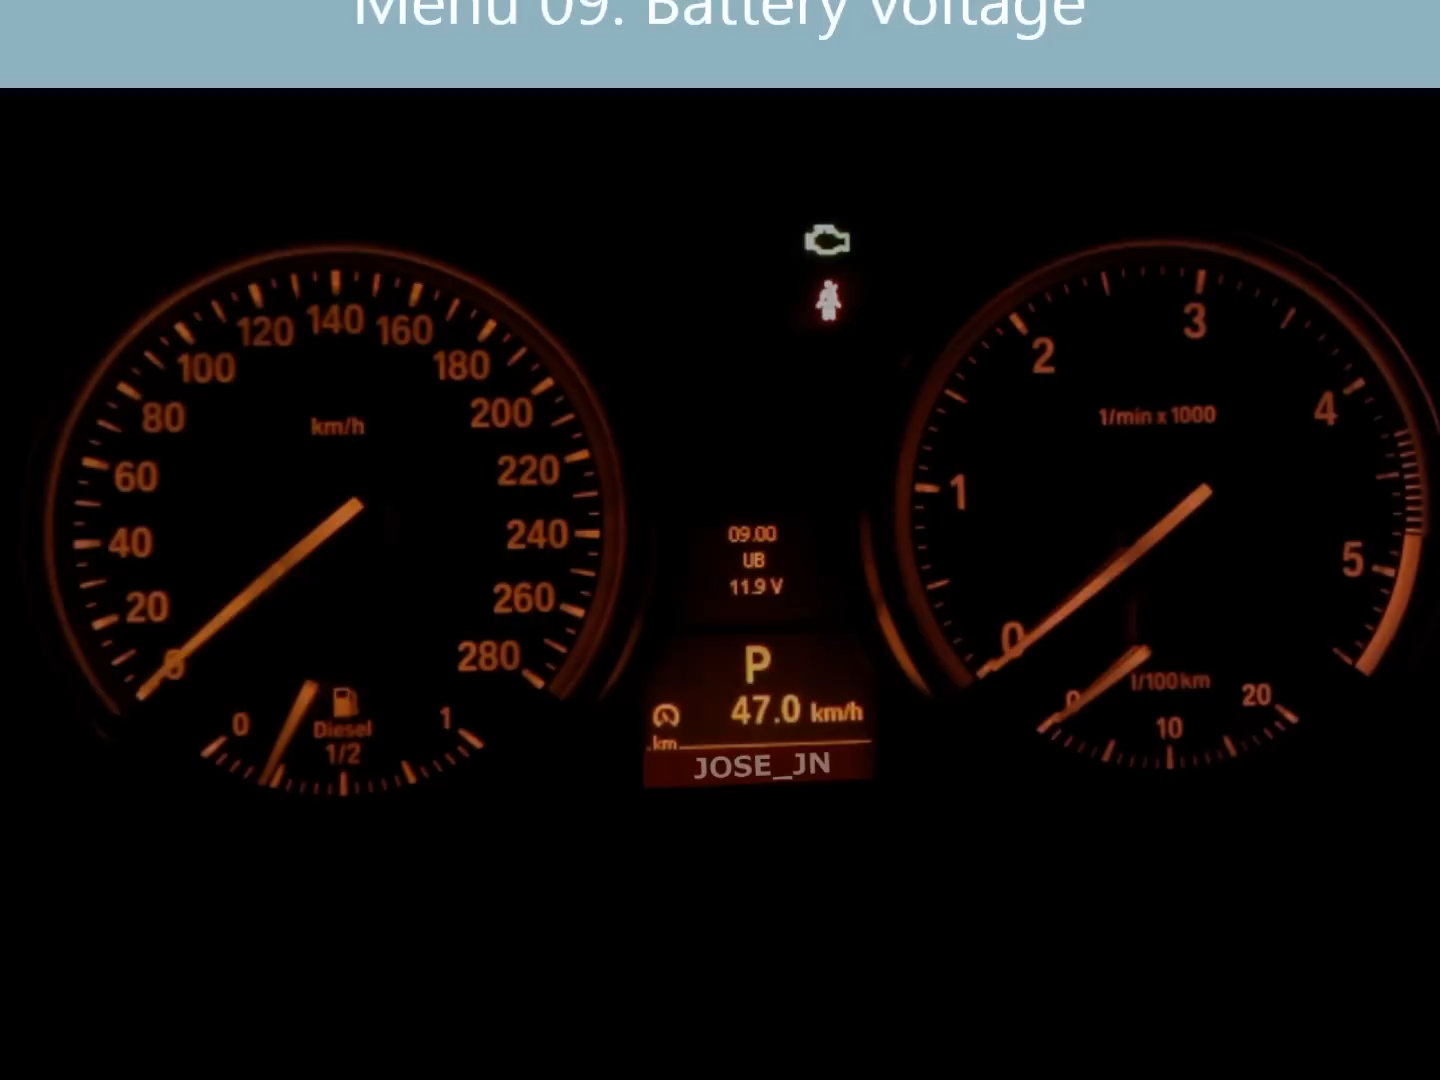 Menu 09: Battery voltage
120 140 160
100 180
80 200
km/h
60 220
40 240
20 260
0 280
0 Diesel 1
1/2
09.00
UB
11.9 V
P
47.0 km/h
km
JOSE_JN
3
2
4
1/min x 1000
1
5
0
l/100km
0 20
10